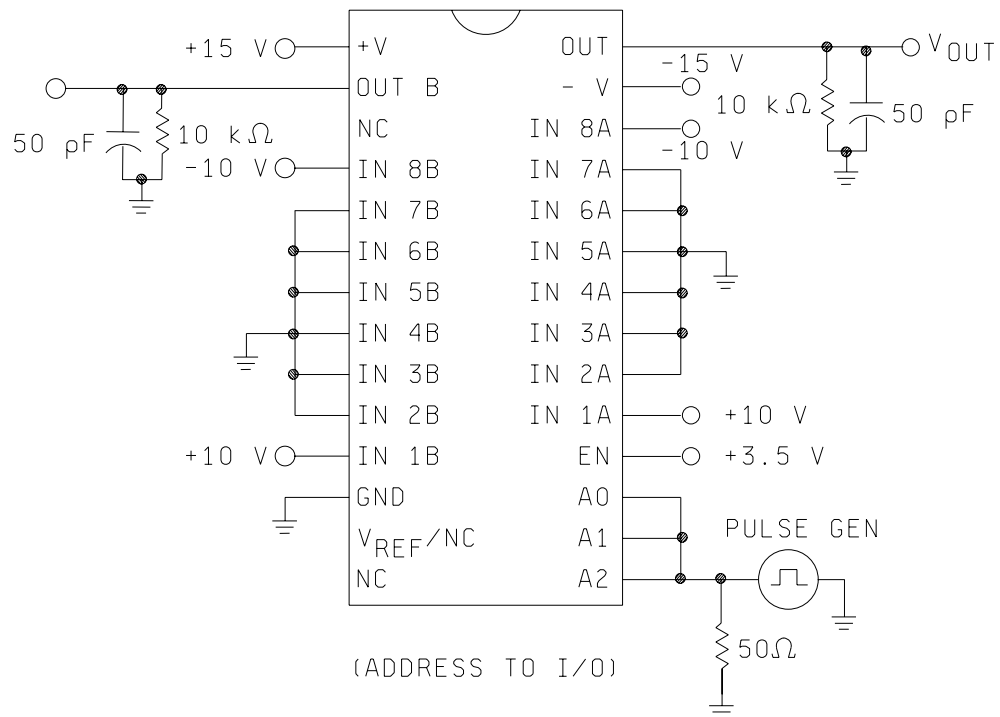 +15 V
+V
OUT
V OUT
-15 V
OUT B
- V
10 kΩ
50 pF
50 pF
10 kΩ
NC
IN 8A
-10 V
-10 V
IN 8B
IN 7A
IN 7B
IN 6A
IN 6B
IN 5A
IN 5B
IN 4A
IN 4B
IN 3A
IN 3B
IN 2A
IN 2B
IN 1A
+10 V
+10 V
IN 1B
EN
+3.5 V
GND
A0
VREF/NC
A1
PULSE GEN
NC
A2
50Ω
(ADDRESS TO I/O)